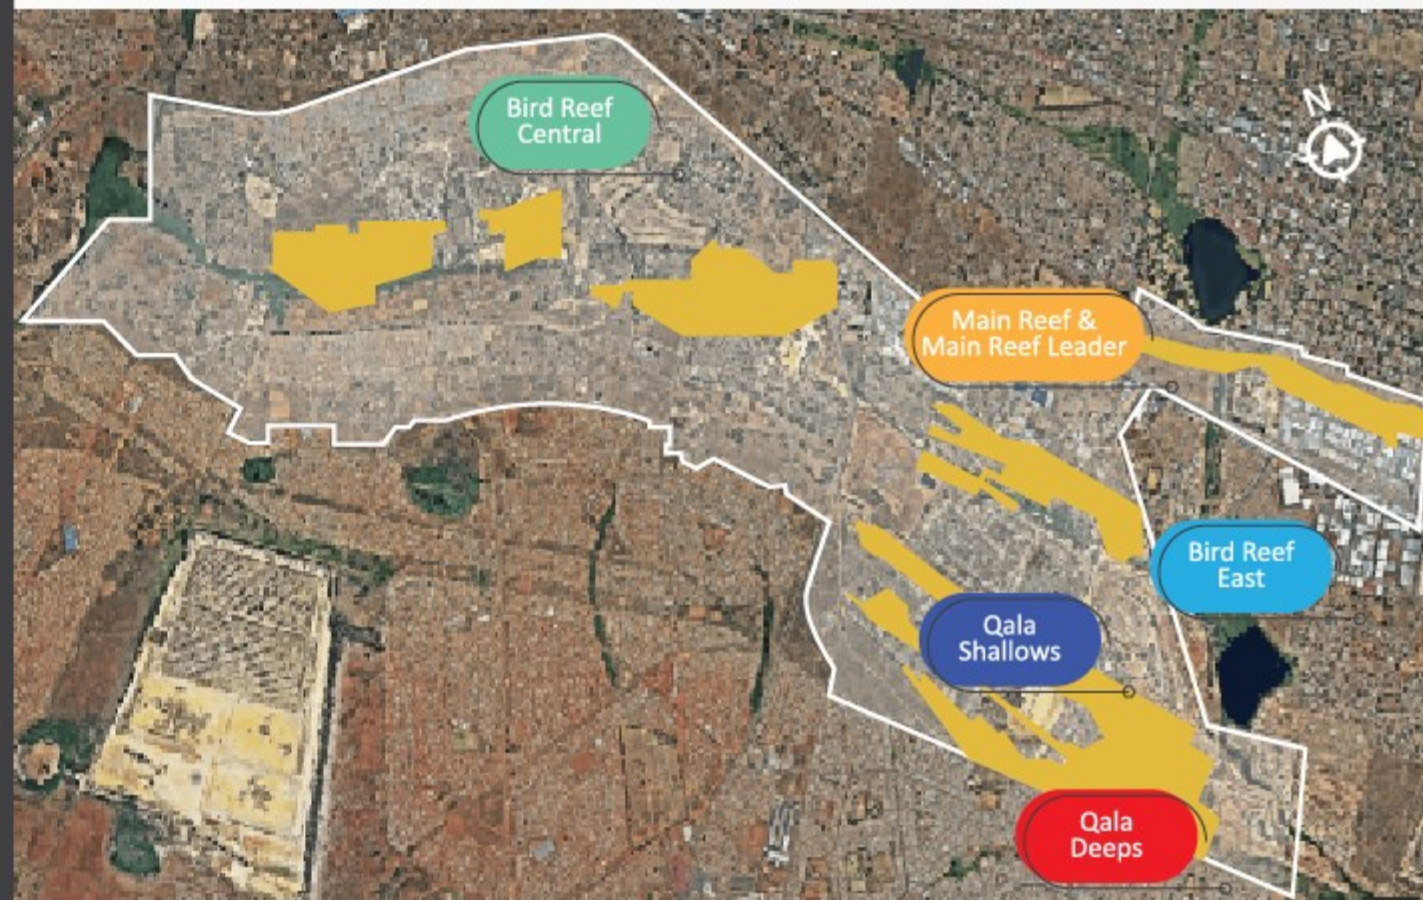 Bird Reef
Central
N
Main Reef &
Main Reef Leader
Bird Reef
East
Qala
Shallows
Qala
Deeps